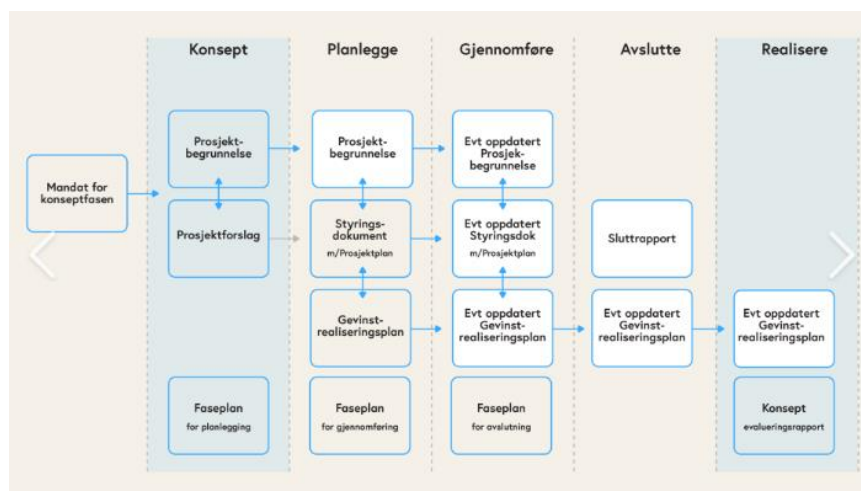 Konsept
Planlegge
Gjennomføre
Avslutte
Realisere
Mandat for
konseptfasen
Prosjekt-
begrunnelse
Prosjekt-
begrunnelse
Evt oppdatert
Prosjek-
begrunnelse
Prosjektforslag
Styrings-
dokument
m/Prosjektplan
Evt oppdatert
Styringsdok
m/Prosjektplan
Sluttrapport
Gevinst-
realiseringsplan
Evt oppdatert
Gevinst-
realiseringsplan
Evt oppdatert
Gevinst-
realiseringsplan
Evt oppdatert
Gevinst-
realiseringsplan
Faseplan
for planlegging
Faseplan
for gjennomføring
Faseplan
for avslutning
Konsept
evalueringsrapport